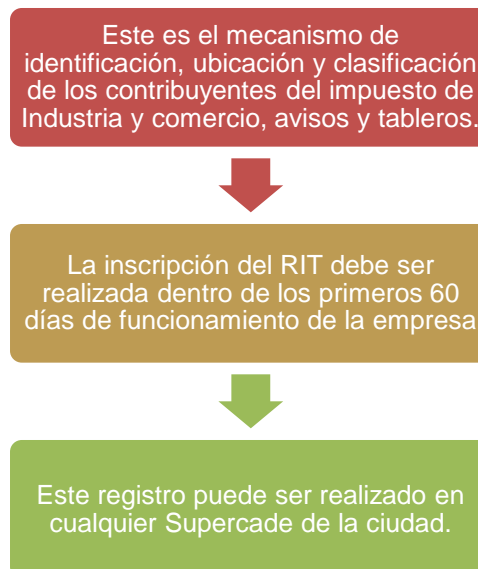 Este es el mecanismo de
identificación, ubicación y clasificación
de los contribuyentes del impuesto de
Industria y comercio, avisos y tableros.
La inscripción del RIT debe ser
realizada dentro de los primeros 60
días de funcionamiento de la empresa
Este registro puede ser realizado en
cualquier Supercade de la ciudad.